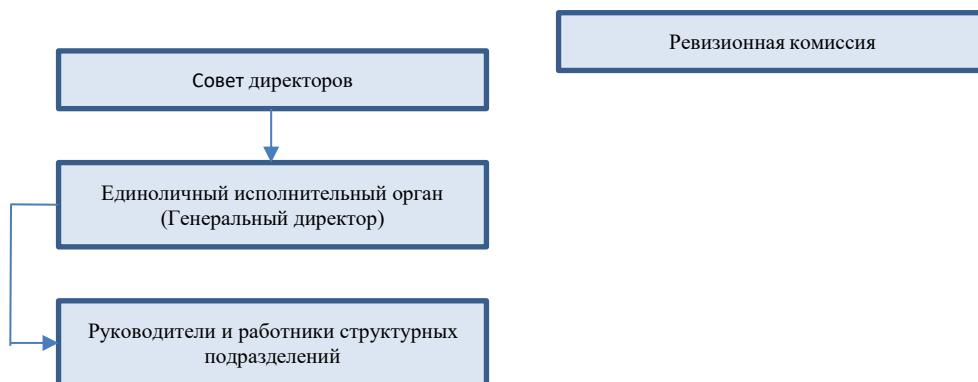 Ревизионная комиссия
Совет директоров
Единоличный исполнительный орган
(Генеральный директор)
Руководители и работники структурных
подразделений